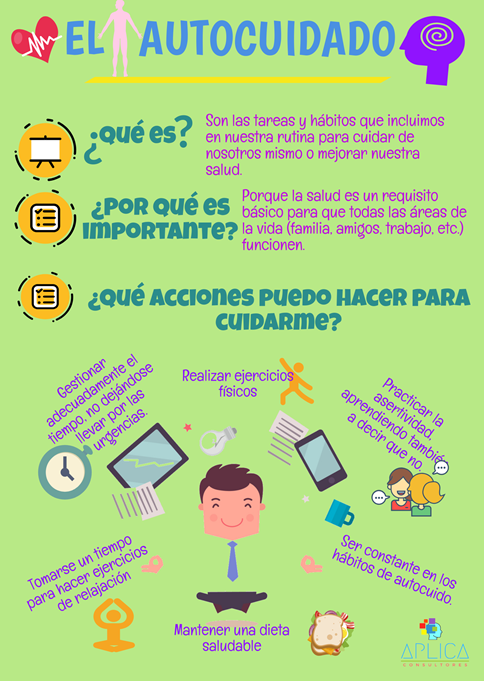 EL AUTOCUIDADO
¿Qué es?
Son las tareas y hábitos que incluimos
en nuestra rutina para cuidar de
nosotros mismo o mejorar nuestra
salud.
¿Por qué es
importante?
Porque la salud es un requisito
básico para que todas las áreas de
la vida (familia, amigos, trabajo, etc.)
funcionen.
¿Qué acciones puedo hacer para
cuidarme?
Gestionar
adecuadamente el
tiempo, no dejándose
llevar por las
urgencias.
Realizar ejercicios
físicos
Practicar la
asertividad,
aprendiendo también
a decir que no.
Tomarse un tiempo
para hacer ejercicios
de relajación
Mantener una dieta
saludable
Ser constante en los
hábitos de autocuido.
APLICA
CONSULTORES